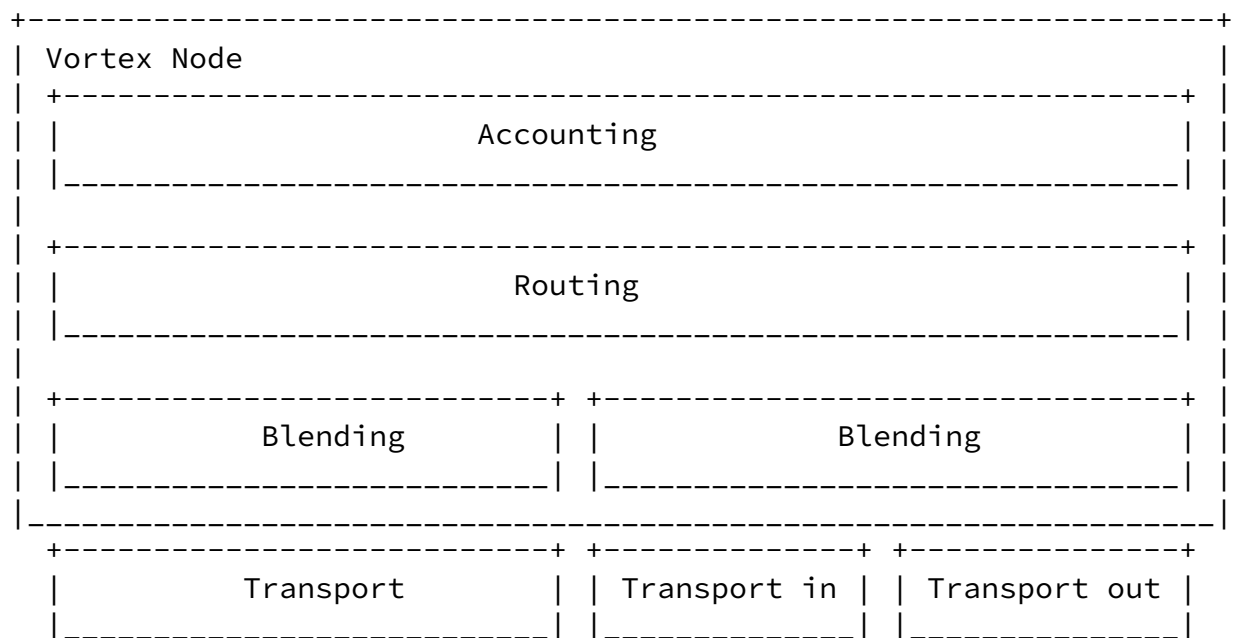 Vortex Node
Accounting
Routing
Blending Blending
Transport Transport in Transport out